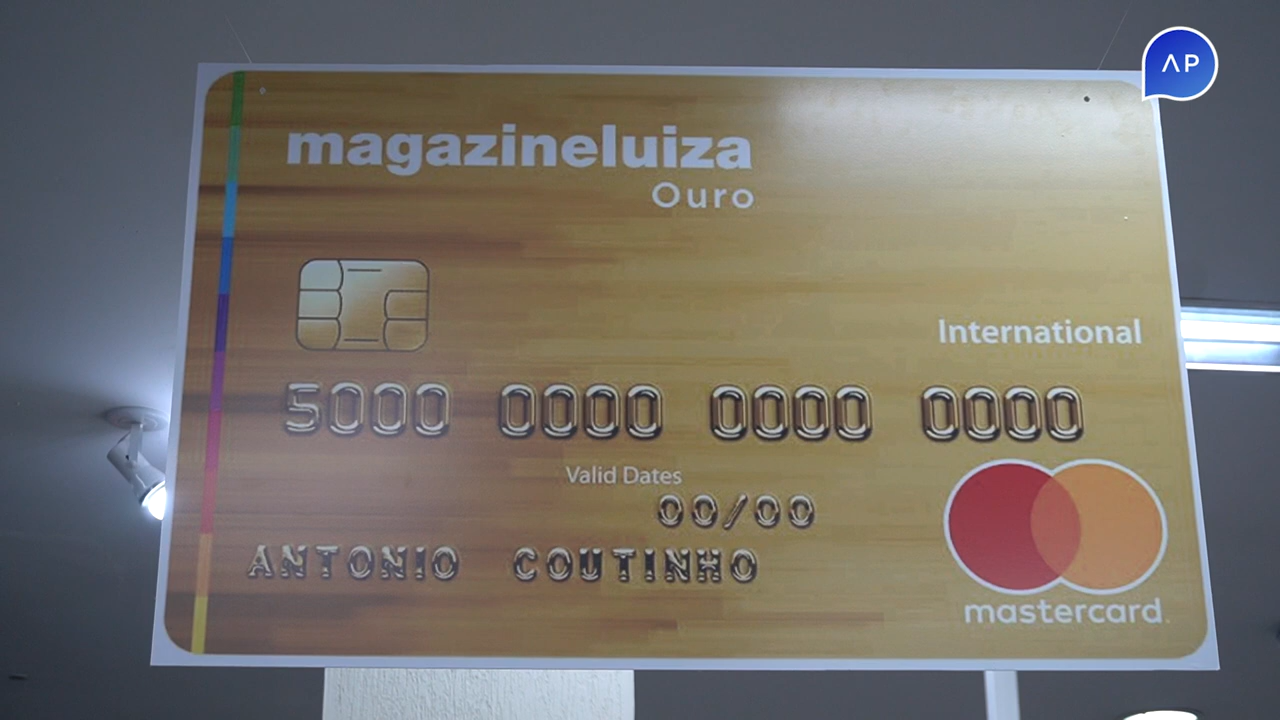 AP
magazineluiza
Ouro
International
5000 0000 0000 0000
Valid Dates
00/00
ANTONIO COUTINHO
mastercard.